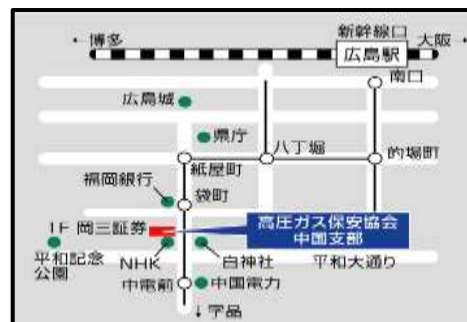 新幹線口
←博多
広島駅
大阪→
南口
広島城
県庁
八丁堀
的場町
紙屋町
福岡銀行
袋町
1F 岡三証券
高圧ガス保安協会
中国支部
平和記念
公園
NHK
白神社
平和大通り
中電前
中国電力
↓宇品